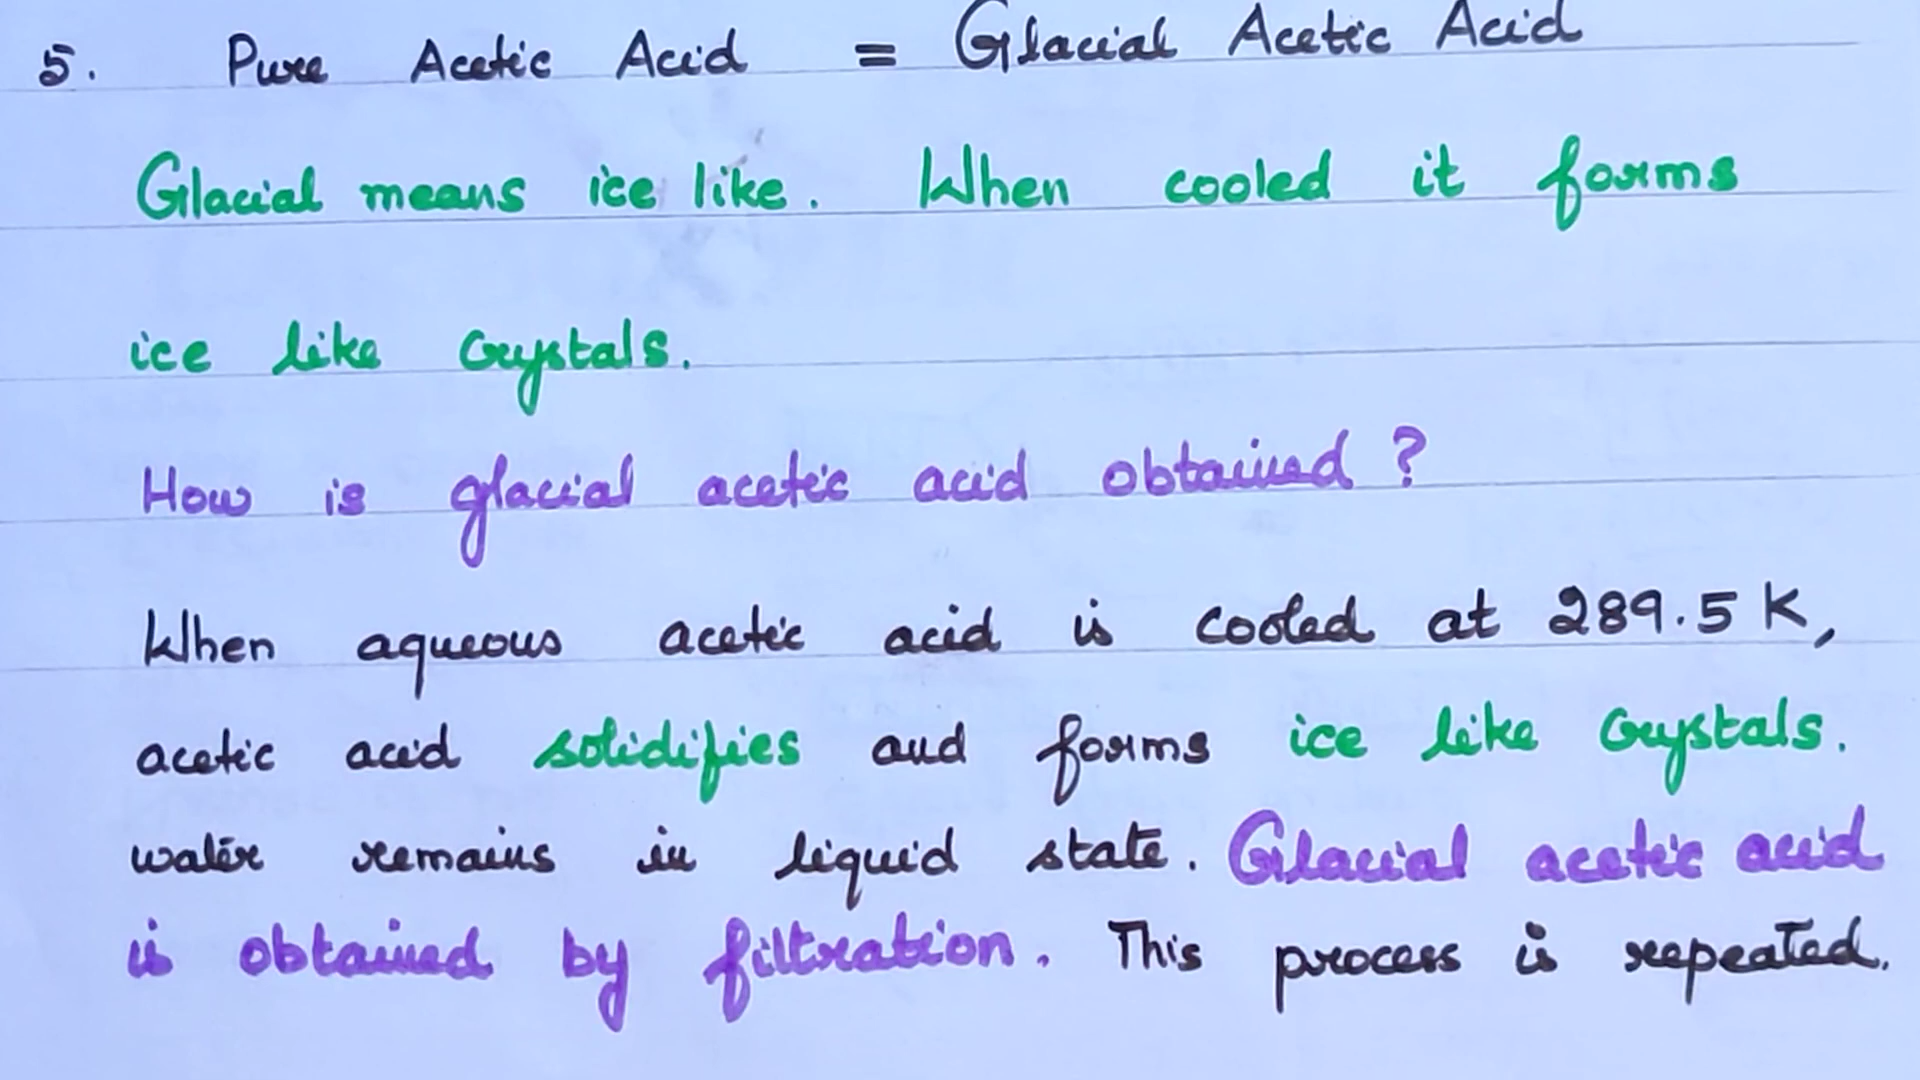 5. Pure Acetic Acid = Glacial Acetic Acid
Glacial means ice like. When cooled it forms
ice like crystals.
How is glacial acetic acid obtained ?
When aqueous acetic acid is cooled at 289.5 K,
acetic acid solidifies and forms ice like crystals.
water remains in liquid state. Glacial acetic acid
is obtained by filtration. This process is repeated.